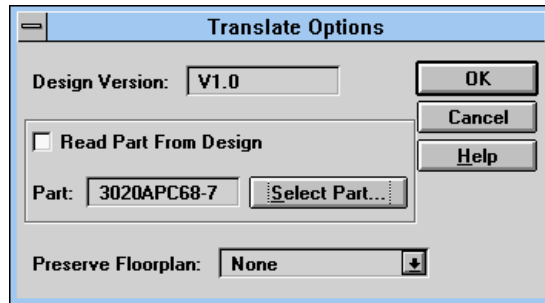 Translate Options
Design Version: V1.0
OK
Cancel
Read Part From Design
Help
Part: 3020APC68-7 Select Part...
Preserve Floorplan: None